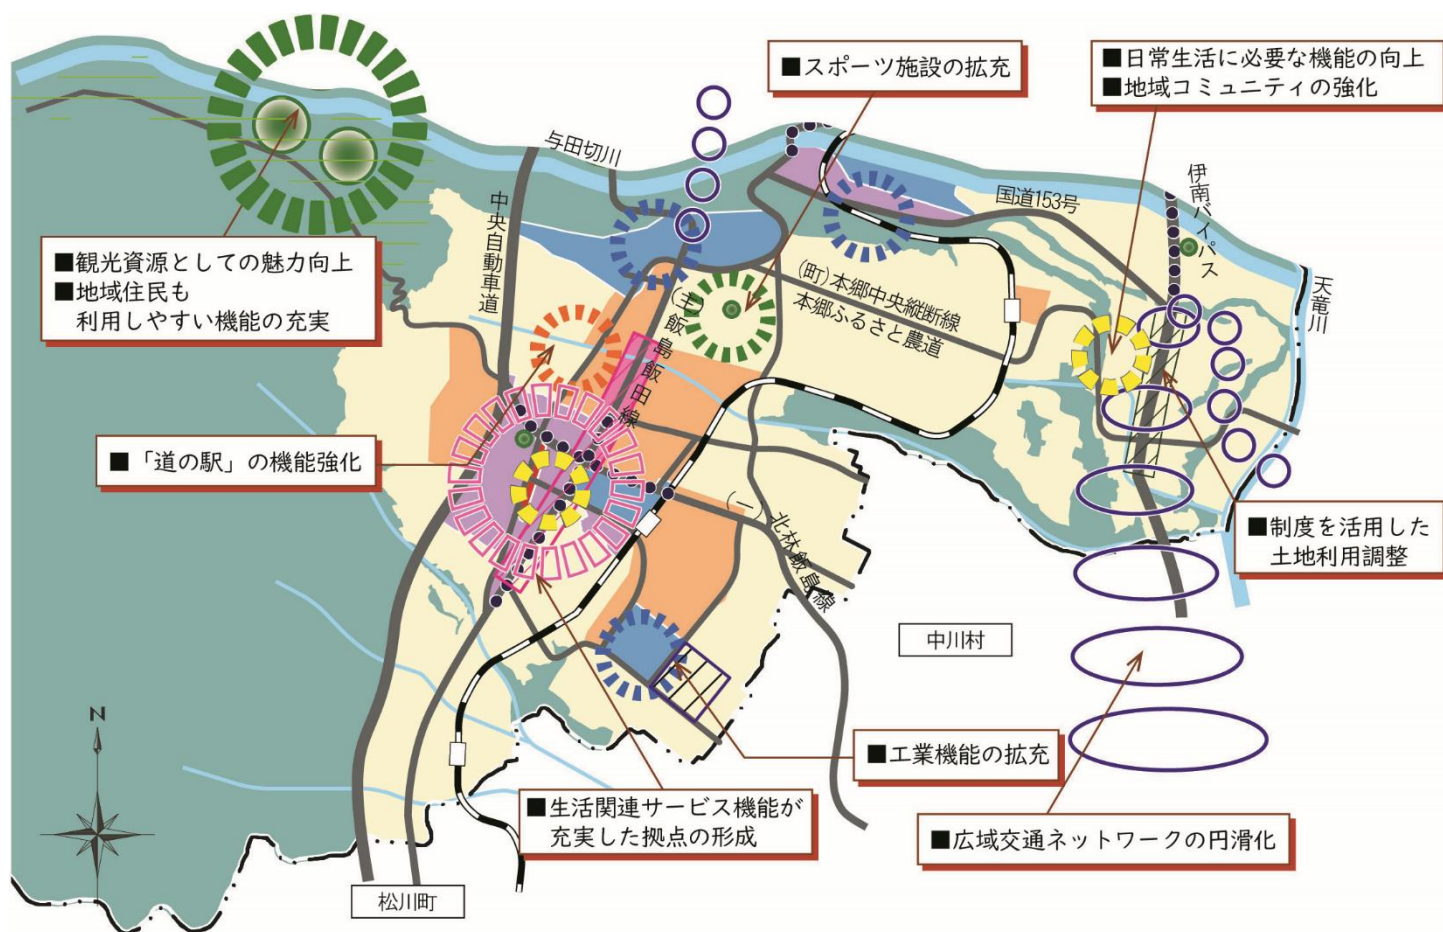 ■スポーツ施設の拡充
■日常生活に必要な機能の向上
■地域コミュニティの強化
与田切川
国道153号
伊南バイパス
天竜川
中央自動車道
■観光資源としての魅力向上
■地域住民も
利用しやすい機能の充実
(主)飯島飯田線
(町)本郷中央縦断線
本郷ふるさと農道
■「道の駅」の機能強化
(一)北林飯島線
■制度を活用した
土地利用調整
中川村
N
■工業機能の拡充
■生活関連サービス機能が
充実した拠点の形成
■広域交通ネットワークの円滑化
松川町